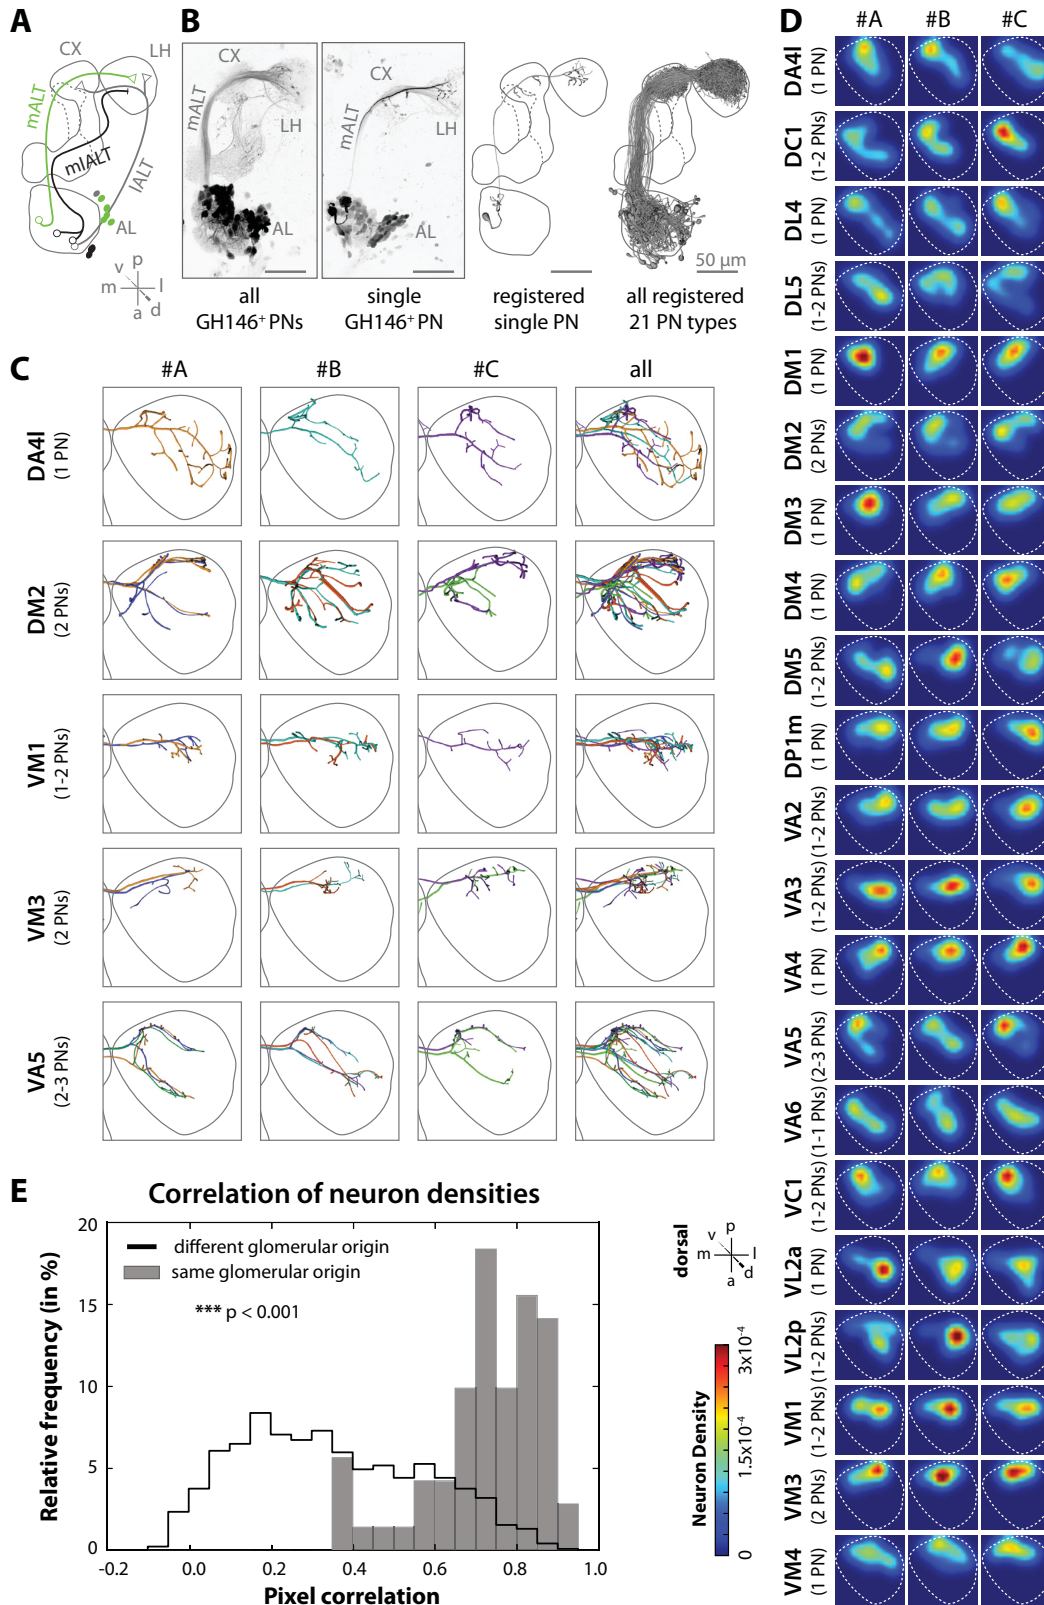 A
CX
LH
mALT
mlALT
lALT
AL
v p
m l
a d
B
CX
mALT
LH
AL
CX
mALT
LH
AL
50 µm
all
GH146+ PNs
single
GH146+ PN
registered
single PN
all registered
21 PN types
C
#A #B #C all
DA4l
(1 PN)
DM2
(2 PNs)
VM1
(1-2 PNs)
VM3
(2 PNs)
VA5
(2-3 PNs)
D
#A #B #C
DA4l
(1 PN)
DC1
(1-2 PNs)
DL4
(1 PN)
DL5
(1-2 PNs)
DM1
(1 PN)
DM2
(2 PNs)
DM3
(1 PN)
DM4
(1 PN)
DM5
(1-2 PNs)
DP1m
(1 PN)
VA2
(1-2 PNs)
VA3
(1-2 PNs)
VA4
(1 PN)
VA5
(2-3 PNs)
VA6
(1-1 PNs)
VC1
(1-2 PNs)
VL2a
(1 PN)
VL2p
(1-2 PNs)
VM1
(1-2 PNs)
VM3
(2 PNs)
VM4
(1 PN)
E
Correlation of neuron densities
20
15
10
5
0
Relative frequency (in %)
different glomerular origin
same glomerular origin
*** p < 0.001
-0.2 0.0 0.2 0.4 0.6 0.8 1.0
Pixel correlation
dorsal
v p
m l
a d
Neuron Density
3x10-4
1.5x10-4
0